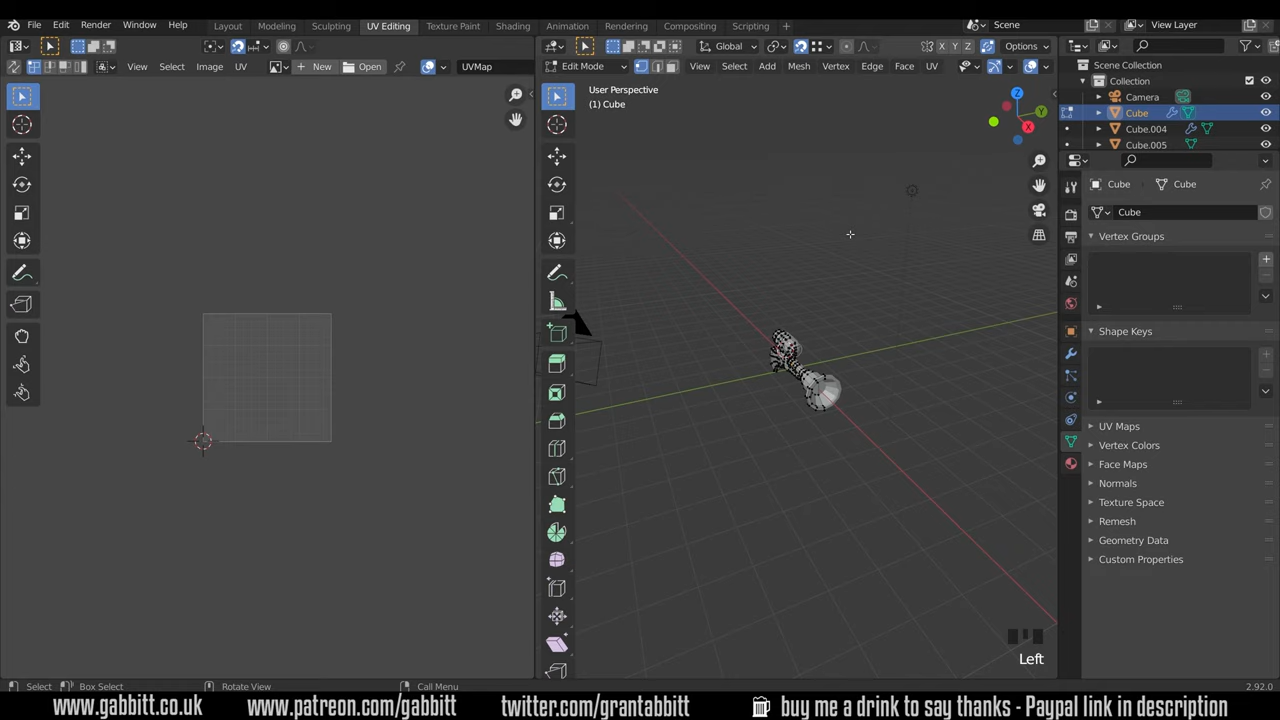 File Edit Render Window Help Layout Modeling Sculpting UV Editing Texture Paint Shading Animation Rendering Compositing Scripting + Scene View Layer
Global Options
View Select Image UV New Open UVMap Edit Mode View Select Add Mesh Vertex Edge Face UV
Scene Collection
Collection
Camera
Cube
Cube.004
Cube.005
User Perspective
(1) Cube
Z
Y
X
Cube Cube
Cube
Vertex Groups
Shape Keys
UV Maps
Vertex Colors
Face Maps
Normals
Texture Space
Remesh
Geometry Data
Custom Properties
Left
Select Box Select Rotate View Call Menu 2.92.0
www.gabbitt.co.uk www.patreon.com/gabbitt twitter.com/grantabbitt buy me a drink to say thanks - Paypal link in description